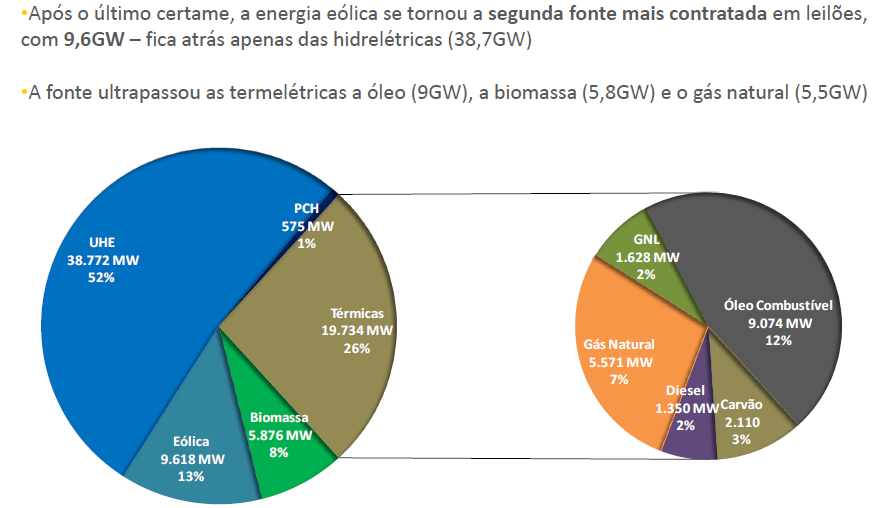 •Após o último certame, a energia eólica se tornou a segunda fonte mais contratada em leilões,
com 9,6GW – fica atrás apenas das hidrelétricas (38,7GW)
•A fonte ultrapassou as termelétricas a óleo (9GW), a biomassa (5,8GW) e o gás natural (5,5GW)
UHE
38.772 MW
52%
PCH
575 MW
1%
Térmicas
19.734 MW
26%
Biomassa
5.876 MW
8%
Eólica
9.618 MW
13%
GNL
1.628 MW
2%
Óleo Combustível
9.074 MW
12%
Gás Natural
5.571 MW
7%
Diesel
1.350 MW
2%
Carvão
2.110
3%